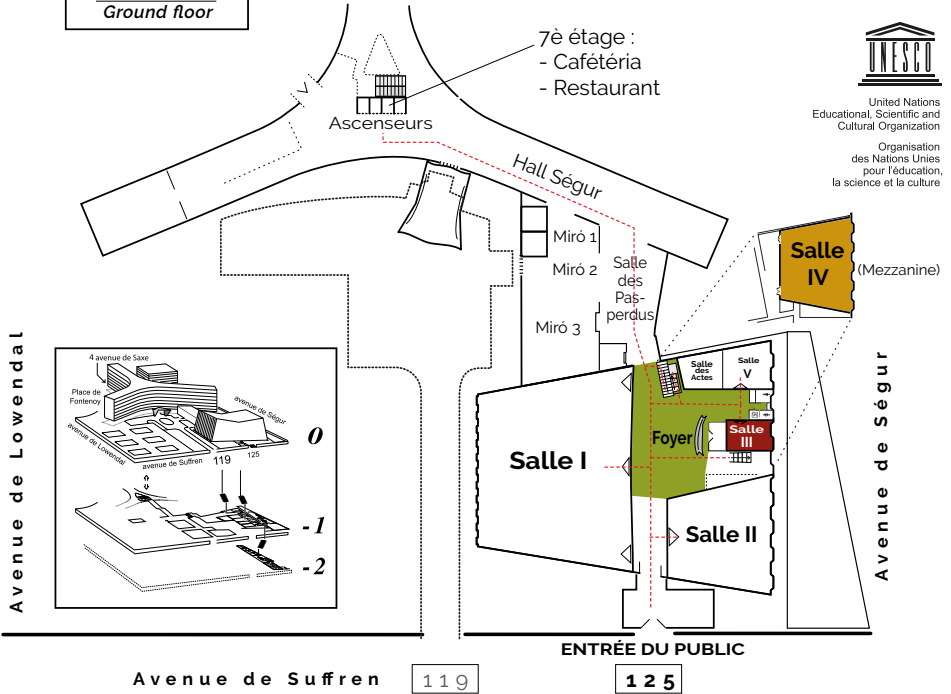 Ground floor
7è étage :
- Cafétéria
- Restaurant
Ascenseurs
Hall Ségur
UNESCO
United Nations
Educational, Scientific and
Cultural Organization
Organisation
des Nations Unies
pour l'éducation,
la science et la culture
Miró 1
Miró 2
Miró 3
Salle
des
Pas-
perdus
Salle
IV
(Mezzanine)
Salle
des
Actes
Salle
V
Salle
III
Foyer
Salle I
Salle II
Avenue de Lowendal
Avenue de Ségur
4 avenue de Saxe
Place de
Fontenoy
avenue de Ségur
avenue de Lowendal
avenue de Suffren
119
125
0
-1
-2
ENTRÉE DU PUBLIC
Avenue de Suffren
119
125